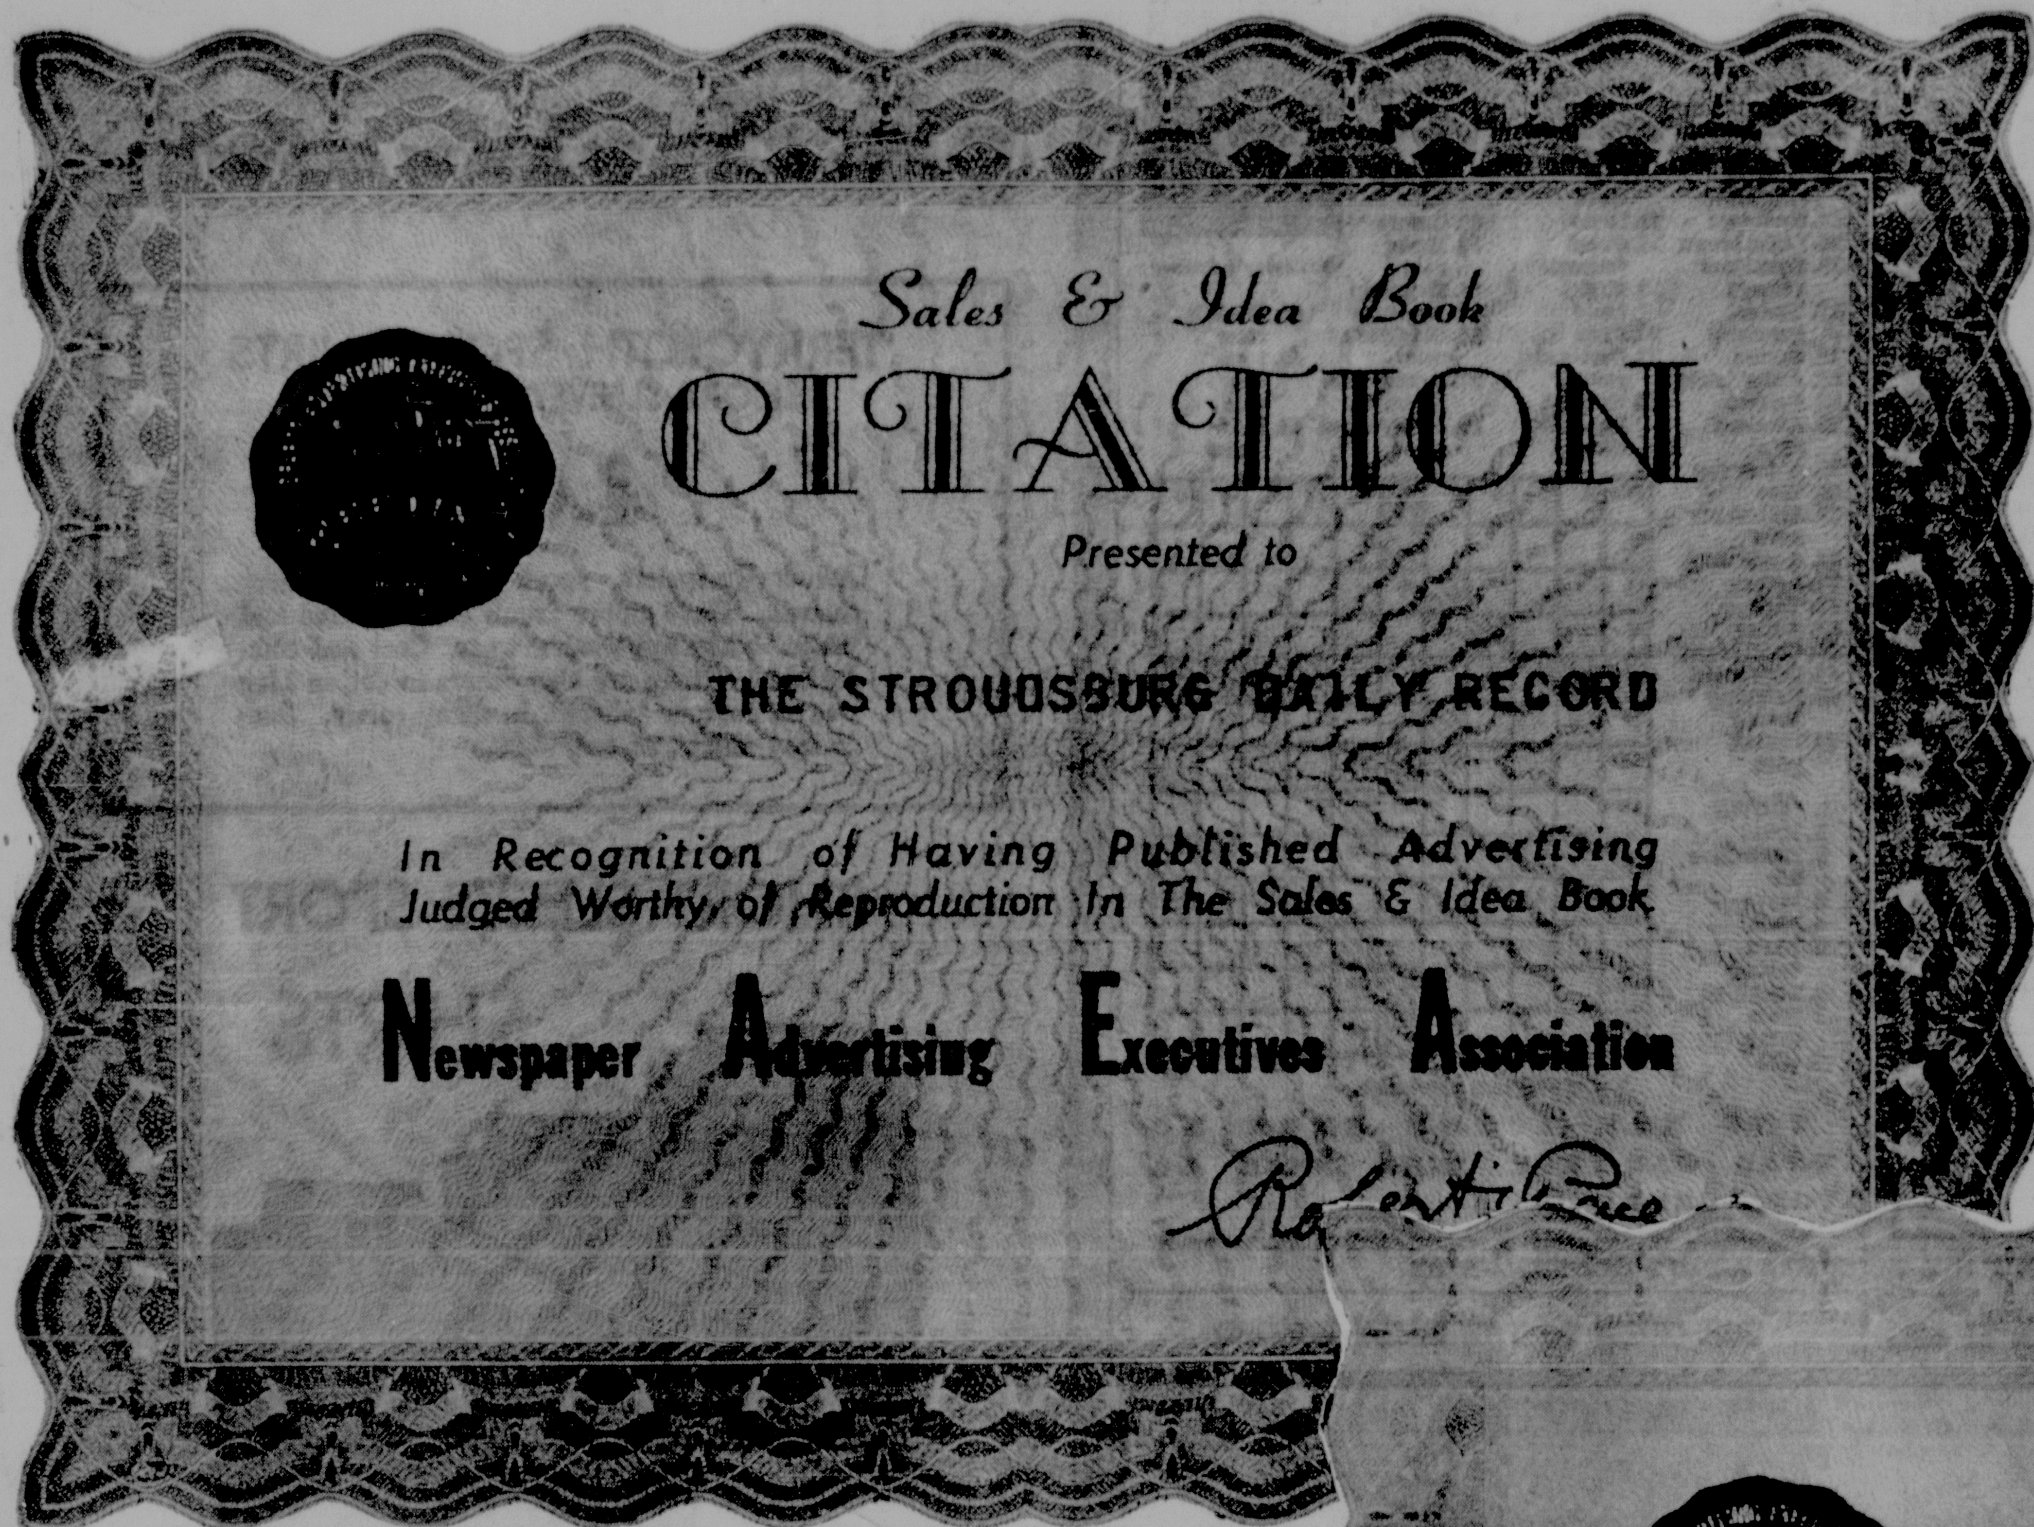 Sales & Idea Book
CITATION
Presented to
THE STROUDSBURG DAILY RECORD
In Recognition of Having Published Advertising
Judged Worthy of Reproduction In The Sales & Idea Book
Newspaper Advertising Executives Association
Robert